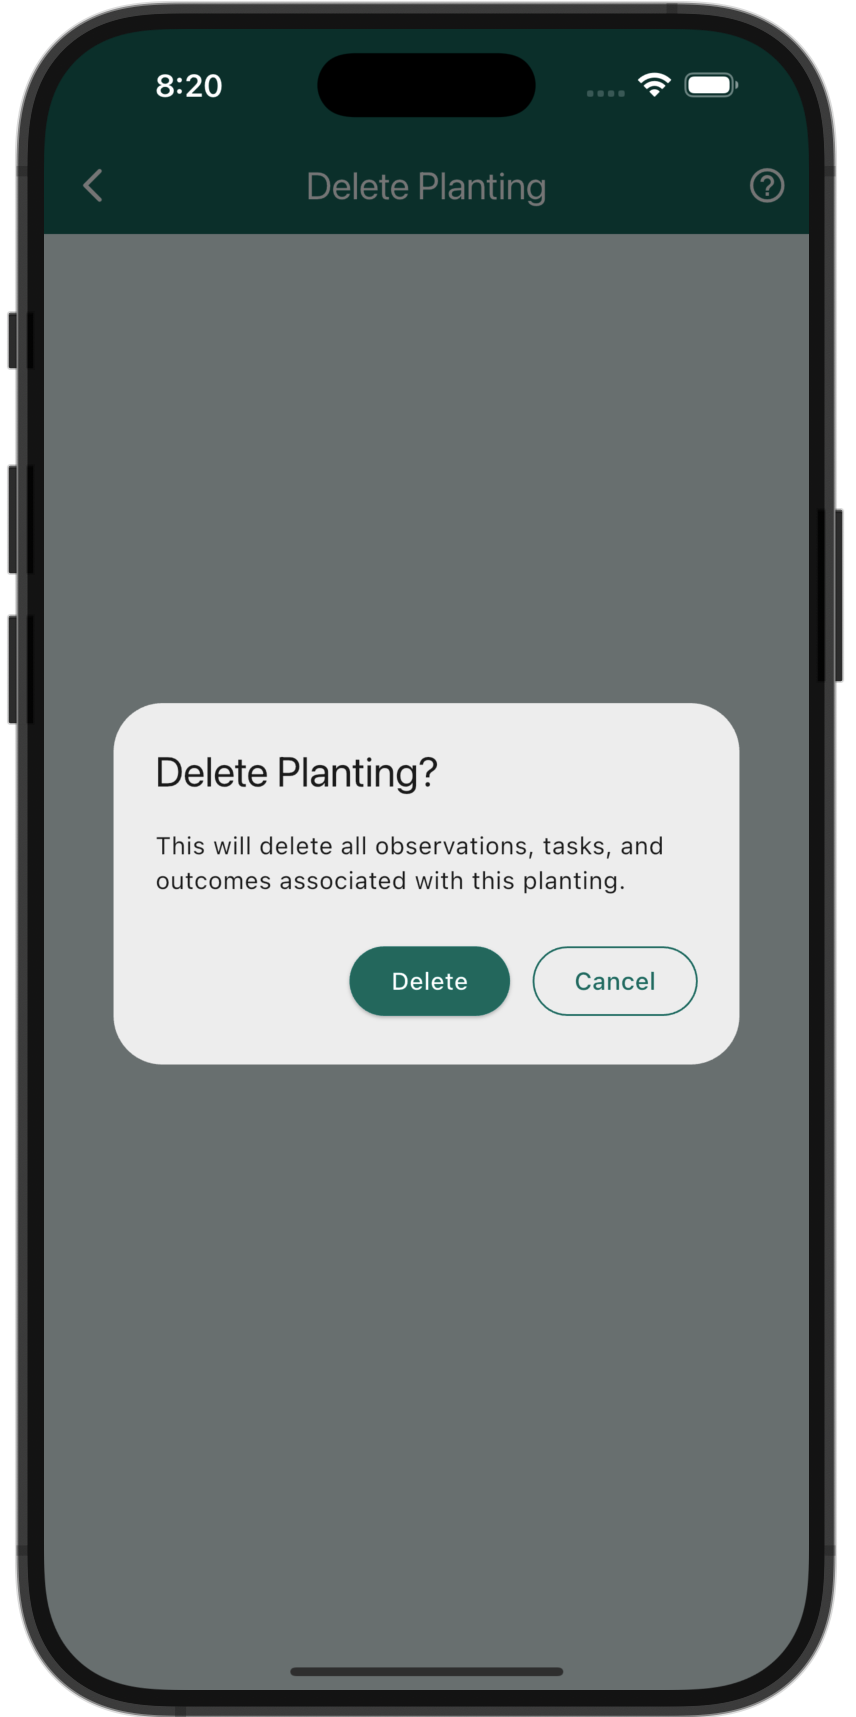 8:20
Delete Planting
Delete Planting?
This will delete all observations, tasks, and
outcomes associated with this planting.
Delete
Cancel